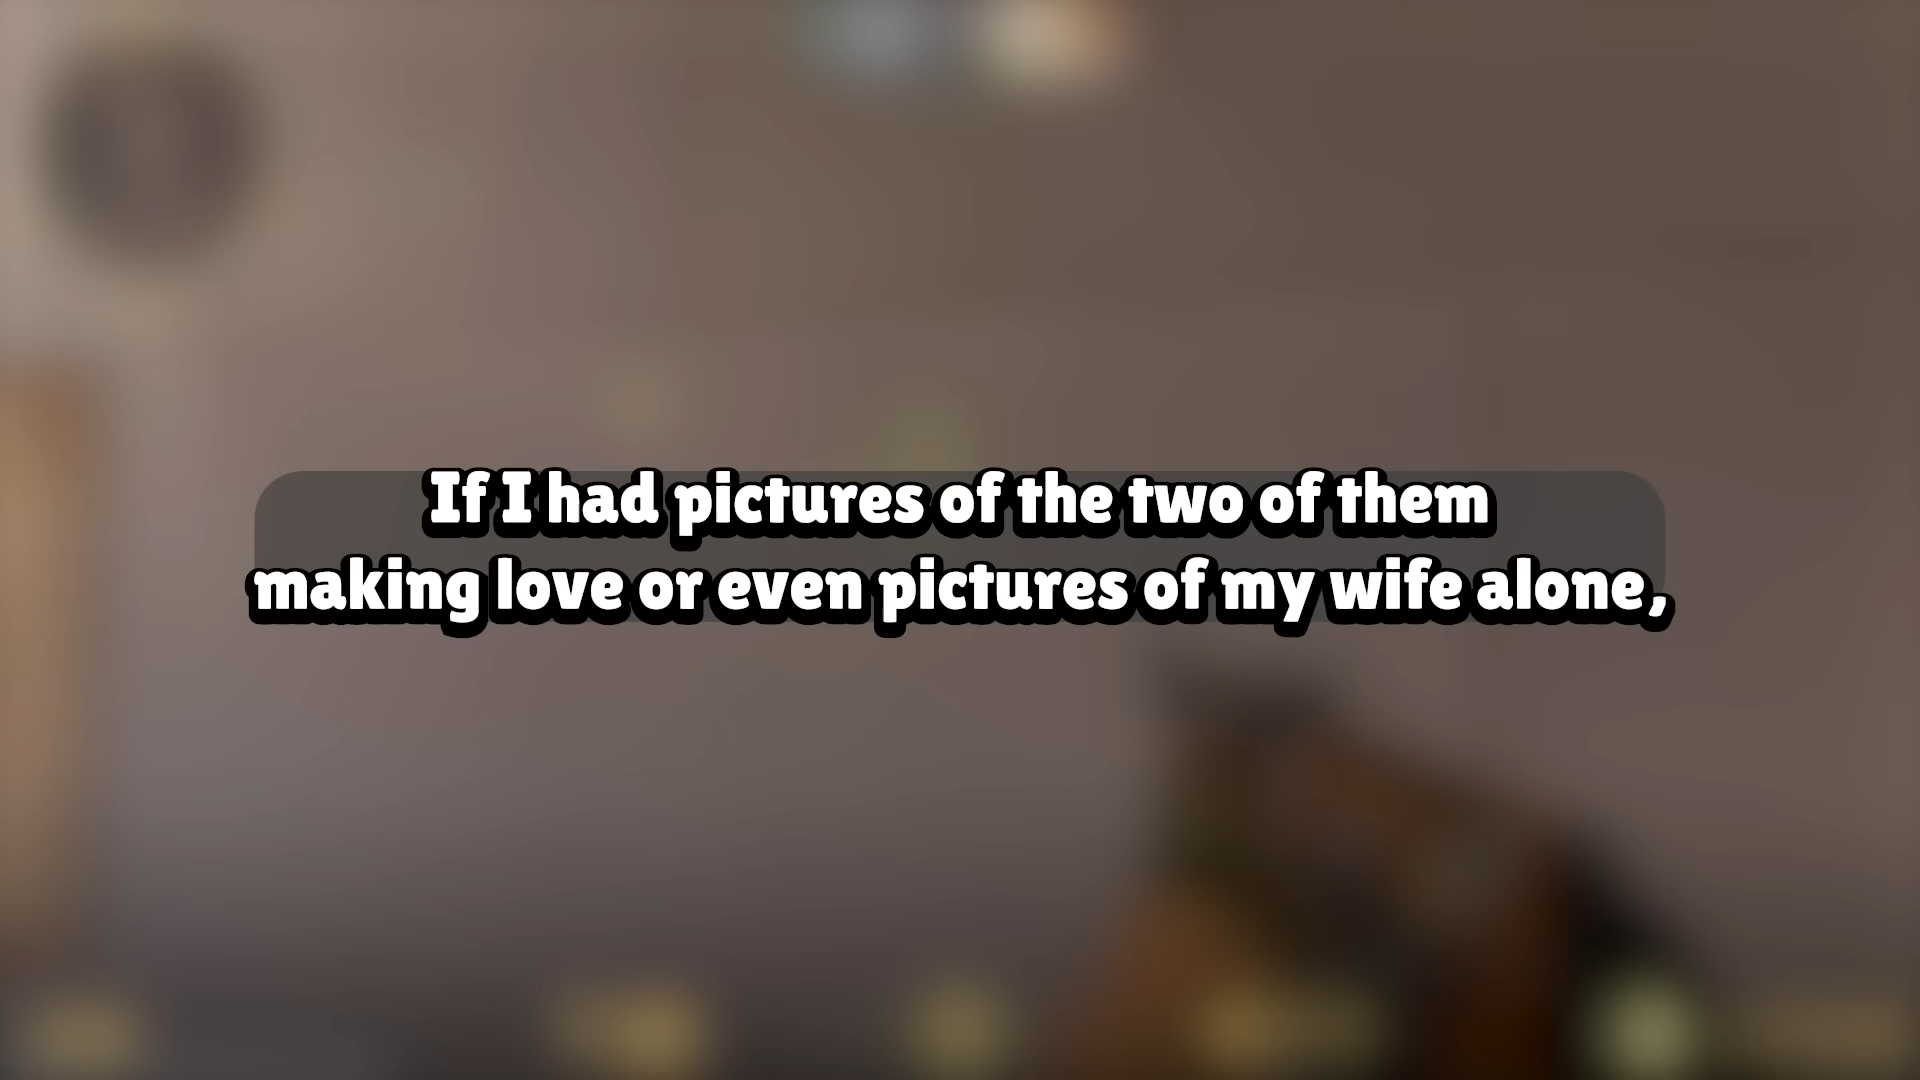 If I had pictures of the two of them
making love or even pictures of my wife alone,